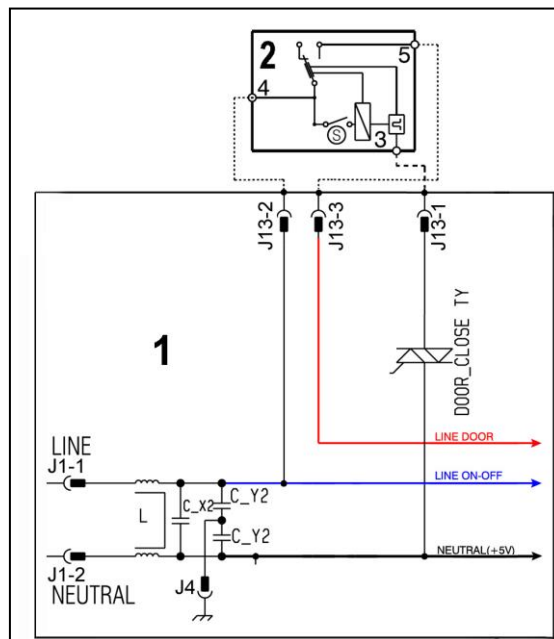 2
5
4
S
3
J13-2
J13-3
J13-1
1
DOOR_CLOSE TY
LINE DOOR
LINE
J1-1
LINE ON-OFF
C_X2
C_Y2
L
C_Y2
NEUTRAL(+5V)
J1-2
J4
NEUTRAL